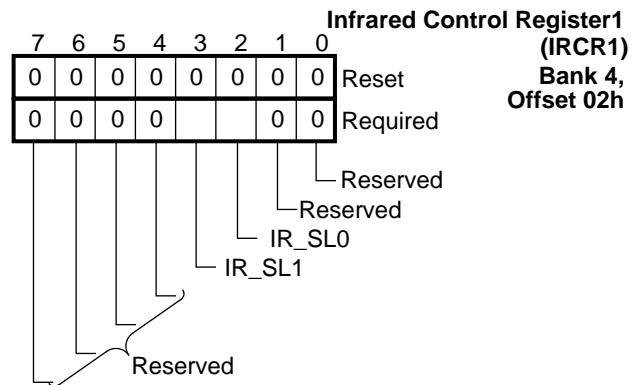 Infrared Control Register1
(IRCR1)
Bank 4,
Offset 02h
7 6 5 4 3 2 1 0
0 0 0 0 0 0 0 0 Reset
0 0 0 0 0 0 Required
Reserved
Reserved
IR_SL0
IR_SL1
Reserved